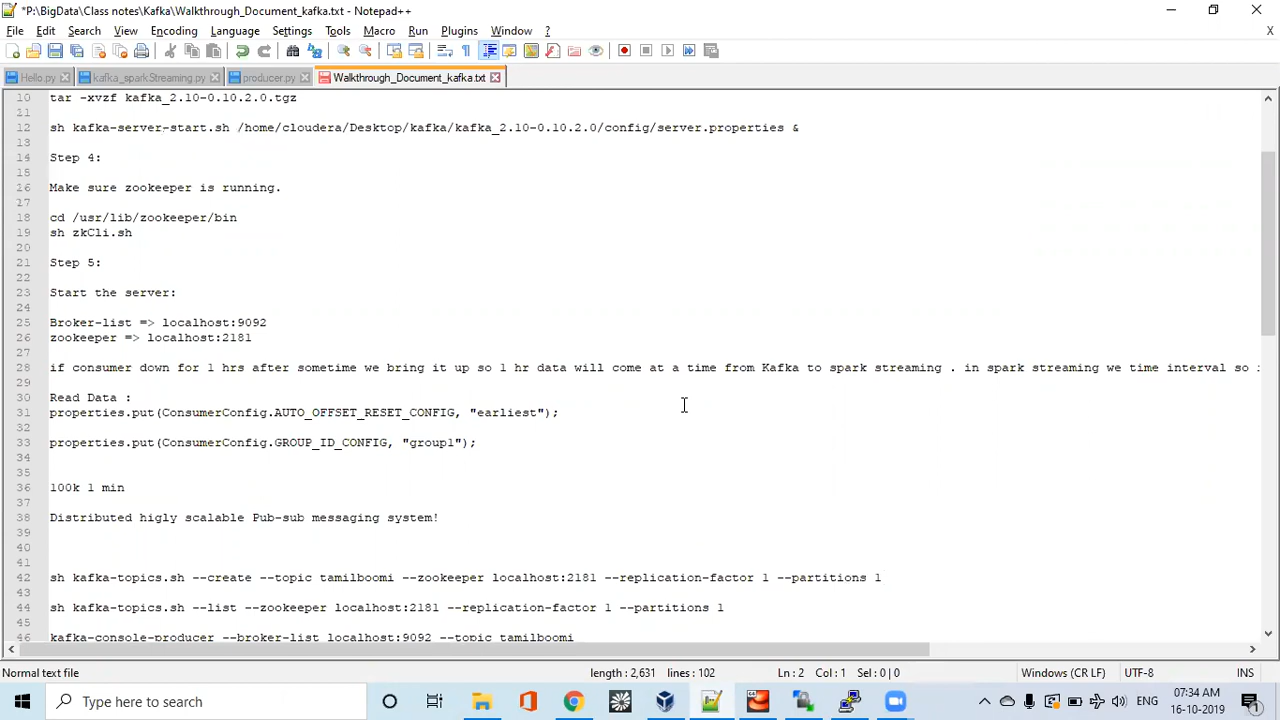 *P:\BigData\Class notes\Kafka\Walkthrough_Document_kafka.txt - Notepad++
File Edit Search View Encoding Language Settings Tools Macro Run Plugins Window ?
X
Hello.py kafka_sparkStreaming.py producer.py Walkthrough_Document_kafka.txt
10 tar -xvzf kafka_2.10-0.10.2.0.tgz
11
12 sh kafka-server-start.sh /home/cloudera/Desktop/kafka/kafka_2.10-0.10.2.0/config/server.properties &
13
14 Step 4:
15
16 Make sure zookeeper is running.
17
18 cd /usr/lib/zookeeper/bin
19 sh zkCli.sh
20
21 Step 5:
22
23 Start the server:
24
25 Broker-list => localhost:9092
26 zookeeper => localhost:2181
27
28 if consumer down for 1 hrs after sometime we bring it up so 1 hr data will come at a time from Kafka to spark streaming . in spark streaming we time interval so
29
30 Read Data :
31 properties.put(ConsumerConfig.AUTO_OFFSET_RESET_CONFIG, "earliest");
32
33 properties.put(ConsumerConfig.GROUP_ID_CONFIG, "group1");
34
35
36 100k 1 min
37
38 Distributed higly scalable Pub-sub messaging system!
39
40
41
42 sh kafka-topics.sh --create --topic tamilboomi --zookeeper localhost:2181 --replication-factor 1 --partitions 1
43
44 sh kafka-topics.sh --list --zookeeper localhost:2181 --replication-factor 1 --partitions 1
45
46 kafka-console-producer --broker-list localhost:9092 --topic tamilboomi
Normal text file length : 2,631 lines : 102 Ln : 2 Col : 1 Sel : 0 | 0 Windows (CR LF) UTF-8 INS
Type here to search
ENG
07:34 AM
16-10-2019
1